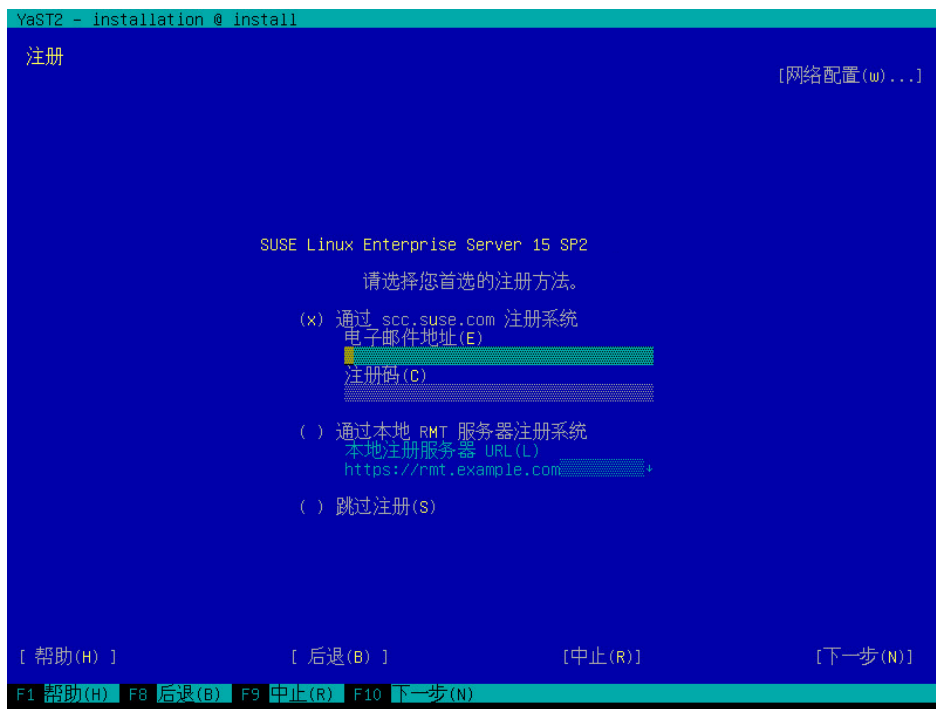 YaST2 - installation @ install
注册
[网络配置(w)...]
SUSE Linux Enterprise Server 15 SP2
请选择您首选的注册方法。
(x) 通过 scc.suse.com 注册系统
电子邮件地址(E)
注册码(C)
( ) 通过本地 RMT 服务器注册系统
本地注册服务器 URL(L)
https://rmt.example.com
( ) 跳过注册(S)
[ 帮助(H) ] [ 后退(B) ] [中止(R)] [下一步(N)]
F1 帮助(H) F8 后退(B) F9 中止(R) F10 下一步(N)